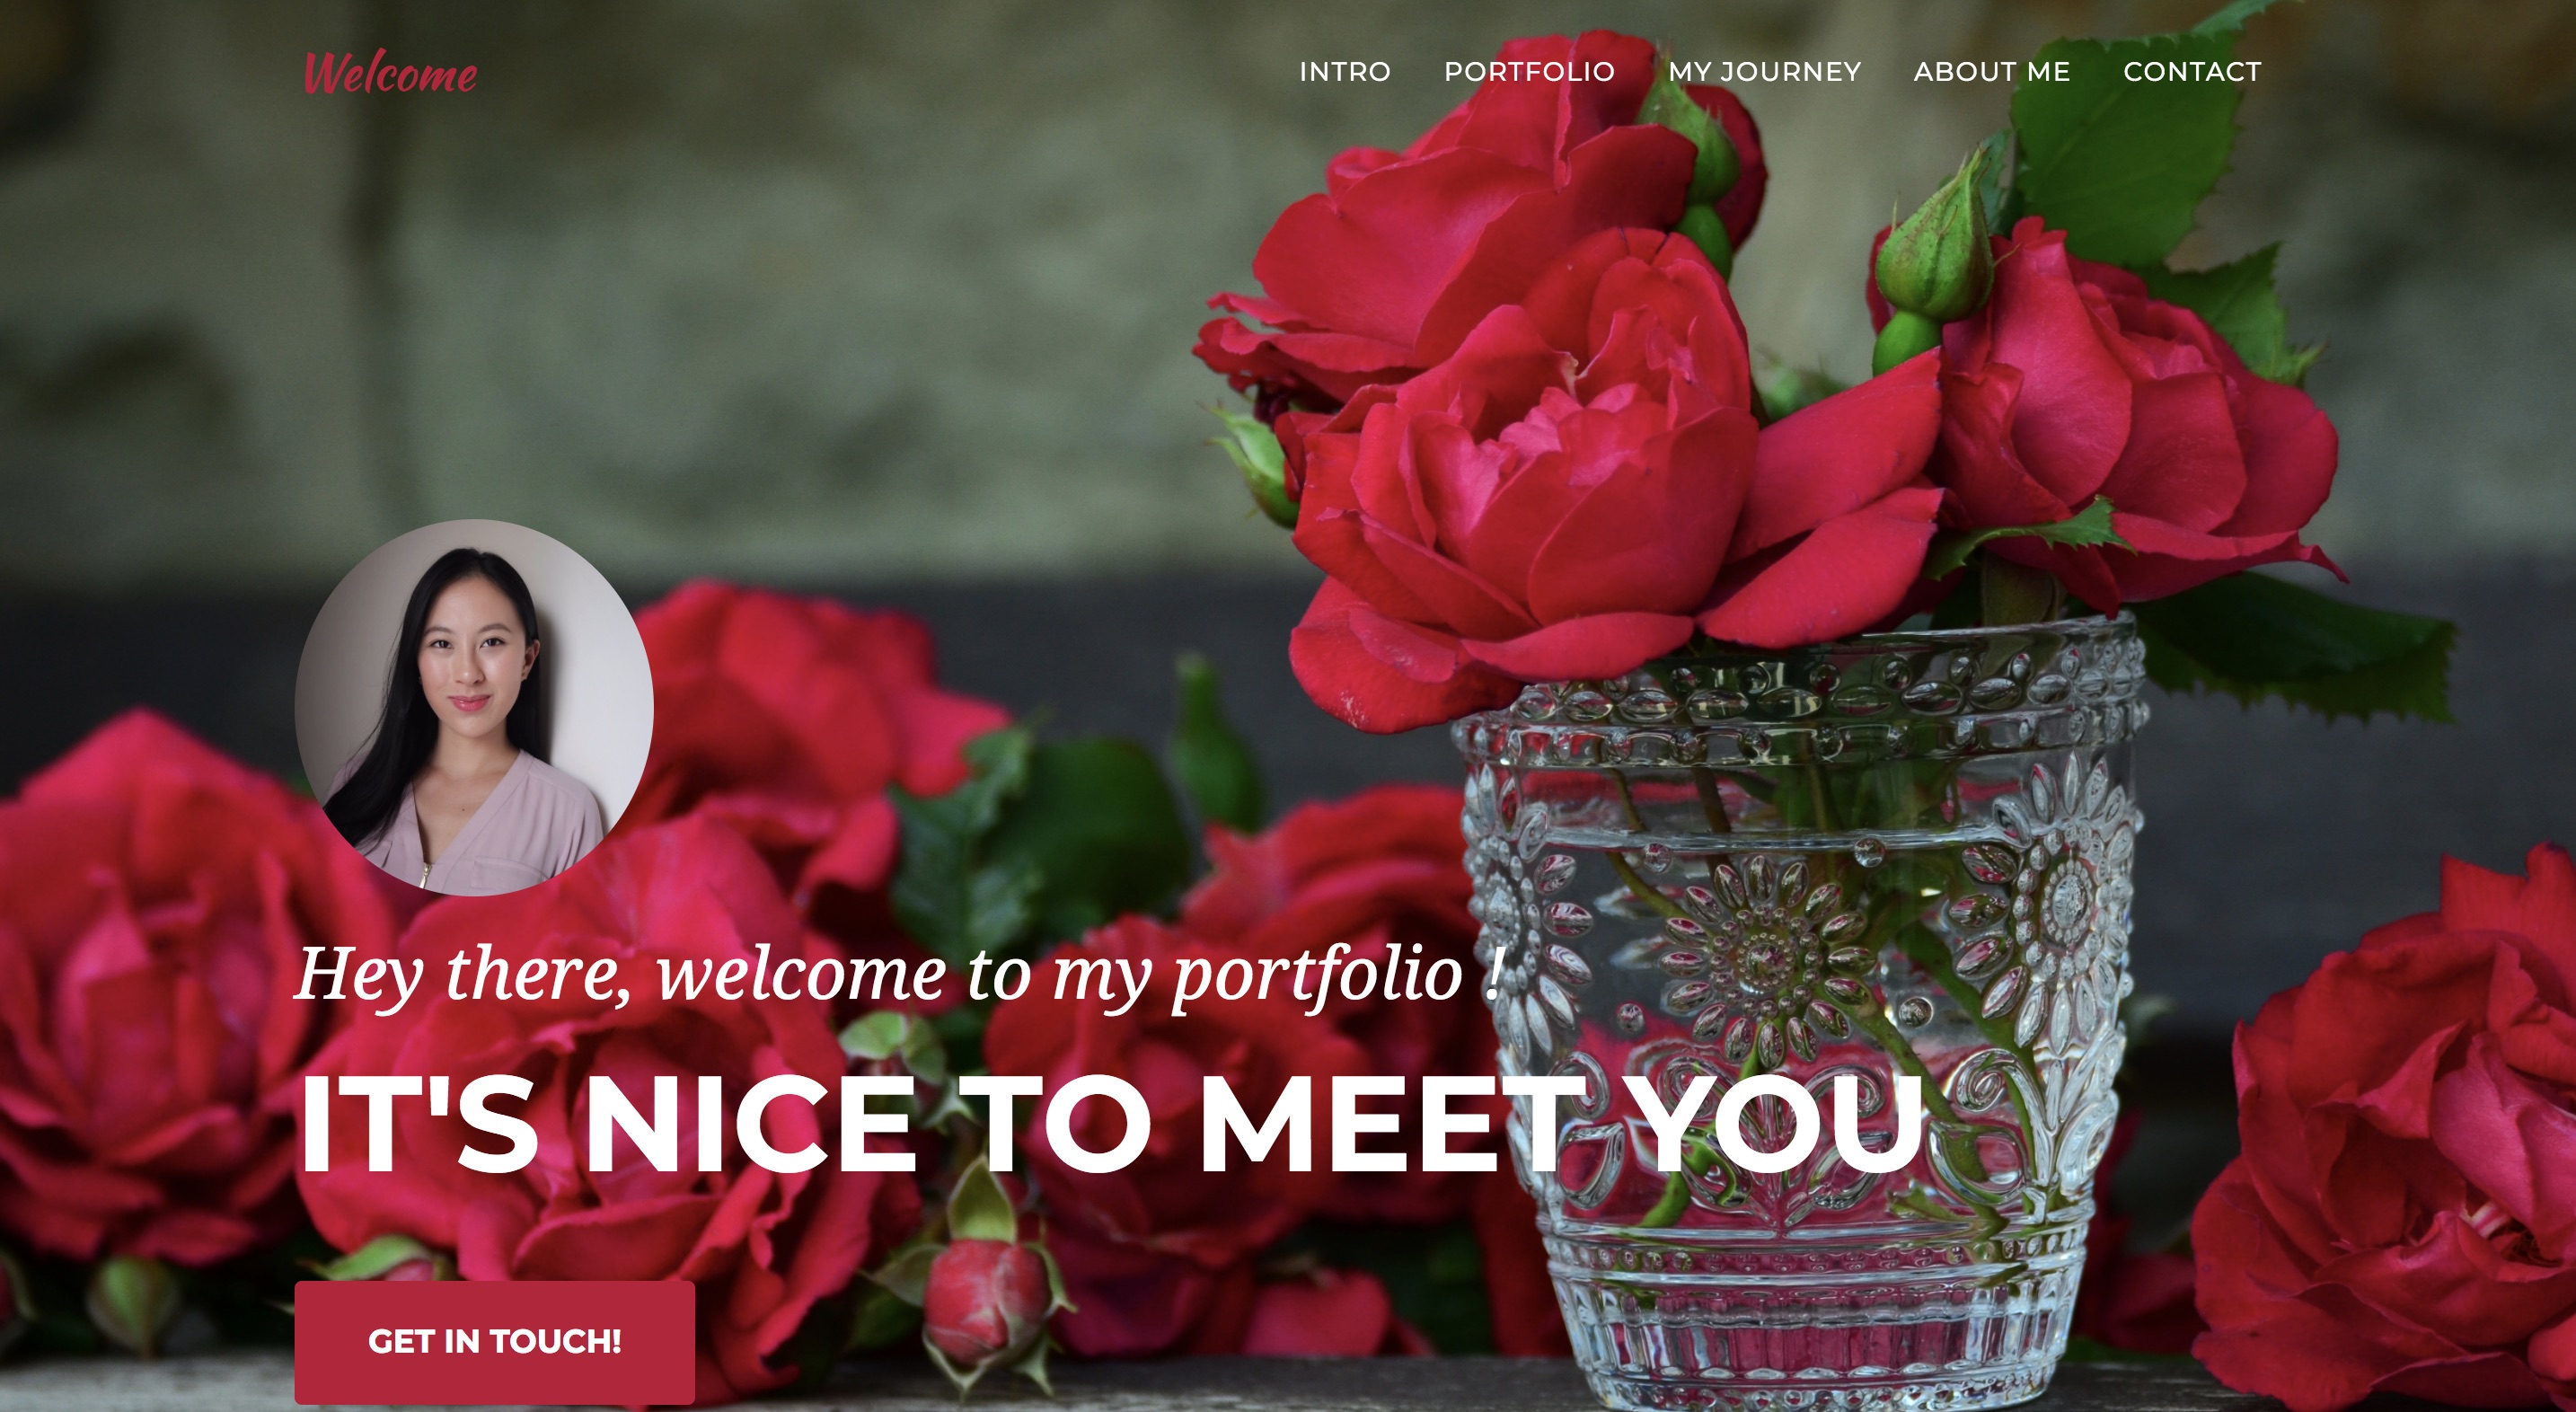 Welcome
INTRO PORTFOLIO MY JOURNEY ABOUT ME CONTACT
Hey there, welcome to my portfolio !
IT'S NICE TO MEET YOU
GET IN TOUCH!